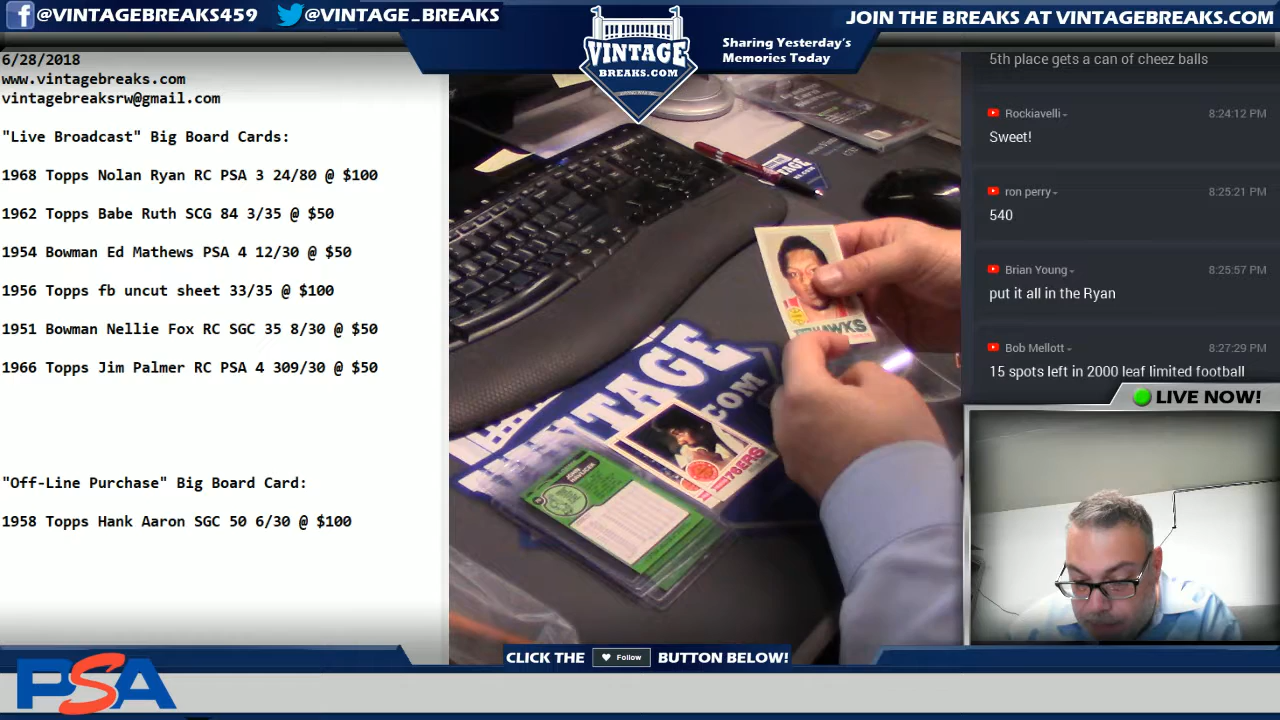 @VINTAGEBREAKS459
@VINTAGE_BREAKS
VINTAGE
BREAKS.COM
Sharing Yesterday's
Memories Today
JOIN THE BREAKS AT VINTAGEBREAKS.COM
6/28/2018
www.vintagebreaks.com
vintagebreaksrw@gmail.com
"Live Broadcast" Big Board Cards:
1968 Topps Nolan Ryan RC PSA 3 24/80 @ $100
1962 Topps Babe Ruth SCG 84 3/35 @ $50
1954 Bowman Ed Mathews PSA 4 12/30 @ $50
1956 Topps fb uncut sheet 33/35 @ $100
1951 Bowman Nellie Fox RC SGC 35 8/30 @ $50
1966 Topps Jim Palmer RC PSA 4 309/30 @ $50
"Off-Line Purchase" Big Board Card:
1958 Topps Hank Aaron SGC 50 6/30 @ $100
HAWKS
VINTAGE
.COM
76ERS
5th place gets a can of cheez balls
Rockiavelli 8:24:12 PM
Sweet!
ron perry 8:25:21 PM
540
Brian Young 8:25:57 PM
put it all in the Ryan
Bob Mellott 8:27:29 PM
15 spots left in 2000 leaf limited football
LIVE NOW!
CLICK THE Follow BUTTON BELOW!
PSA